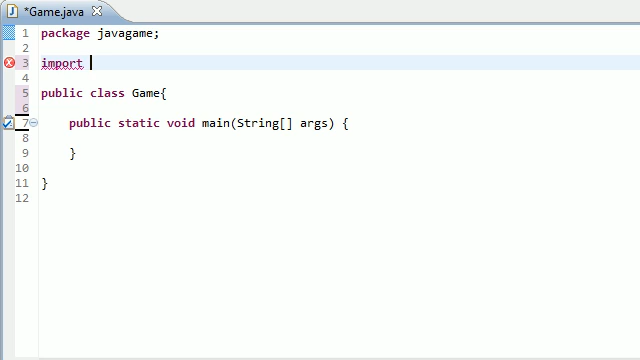 *Game.java
1 package javagame;
2
3 import
4
5 public class Game{
6
7 public static void main(String[] args) {
8
9 }
10
11 }
12